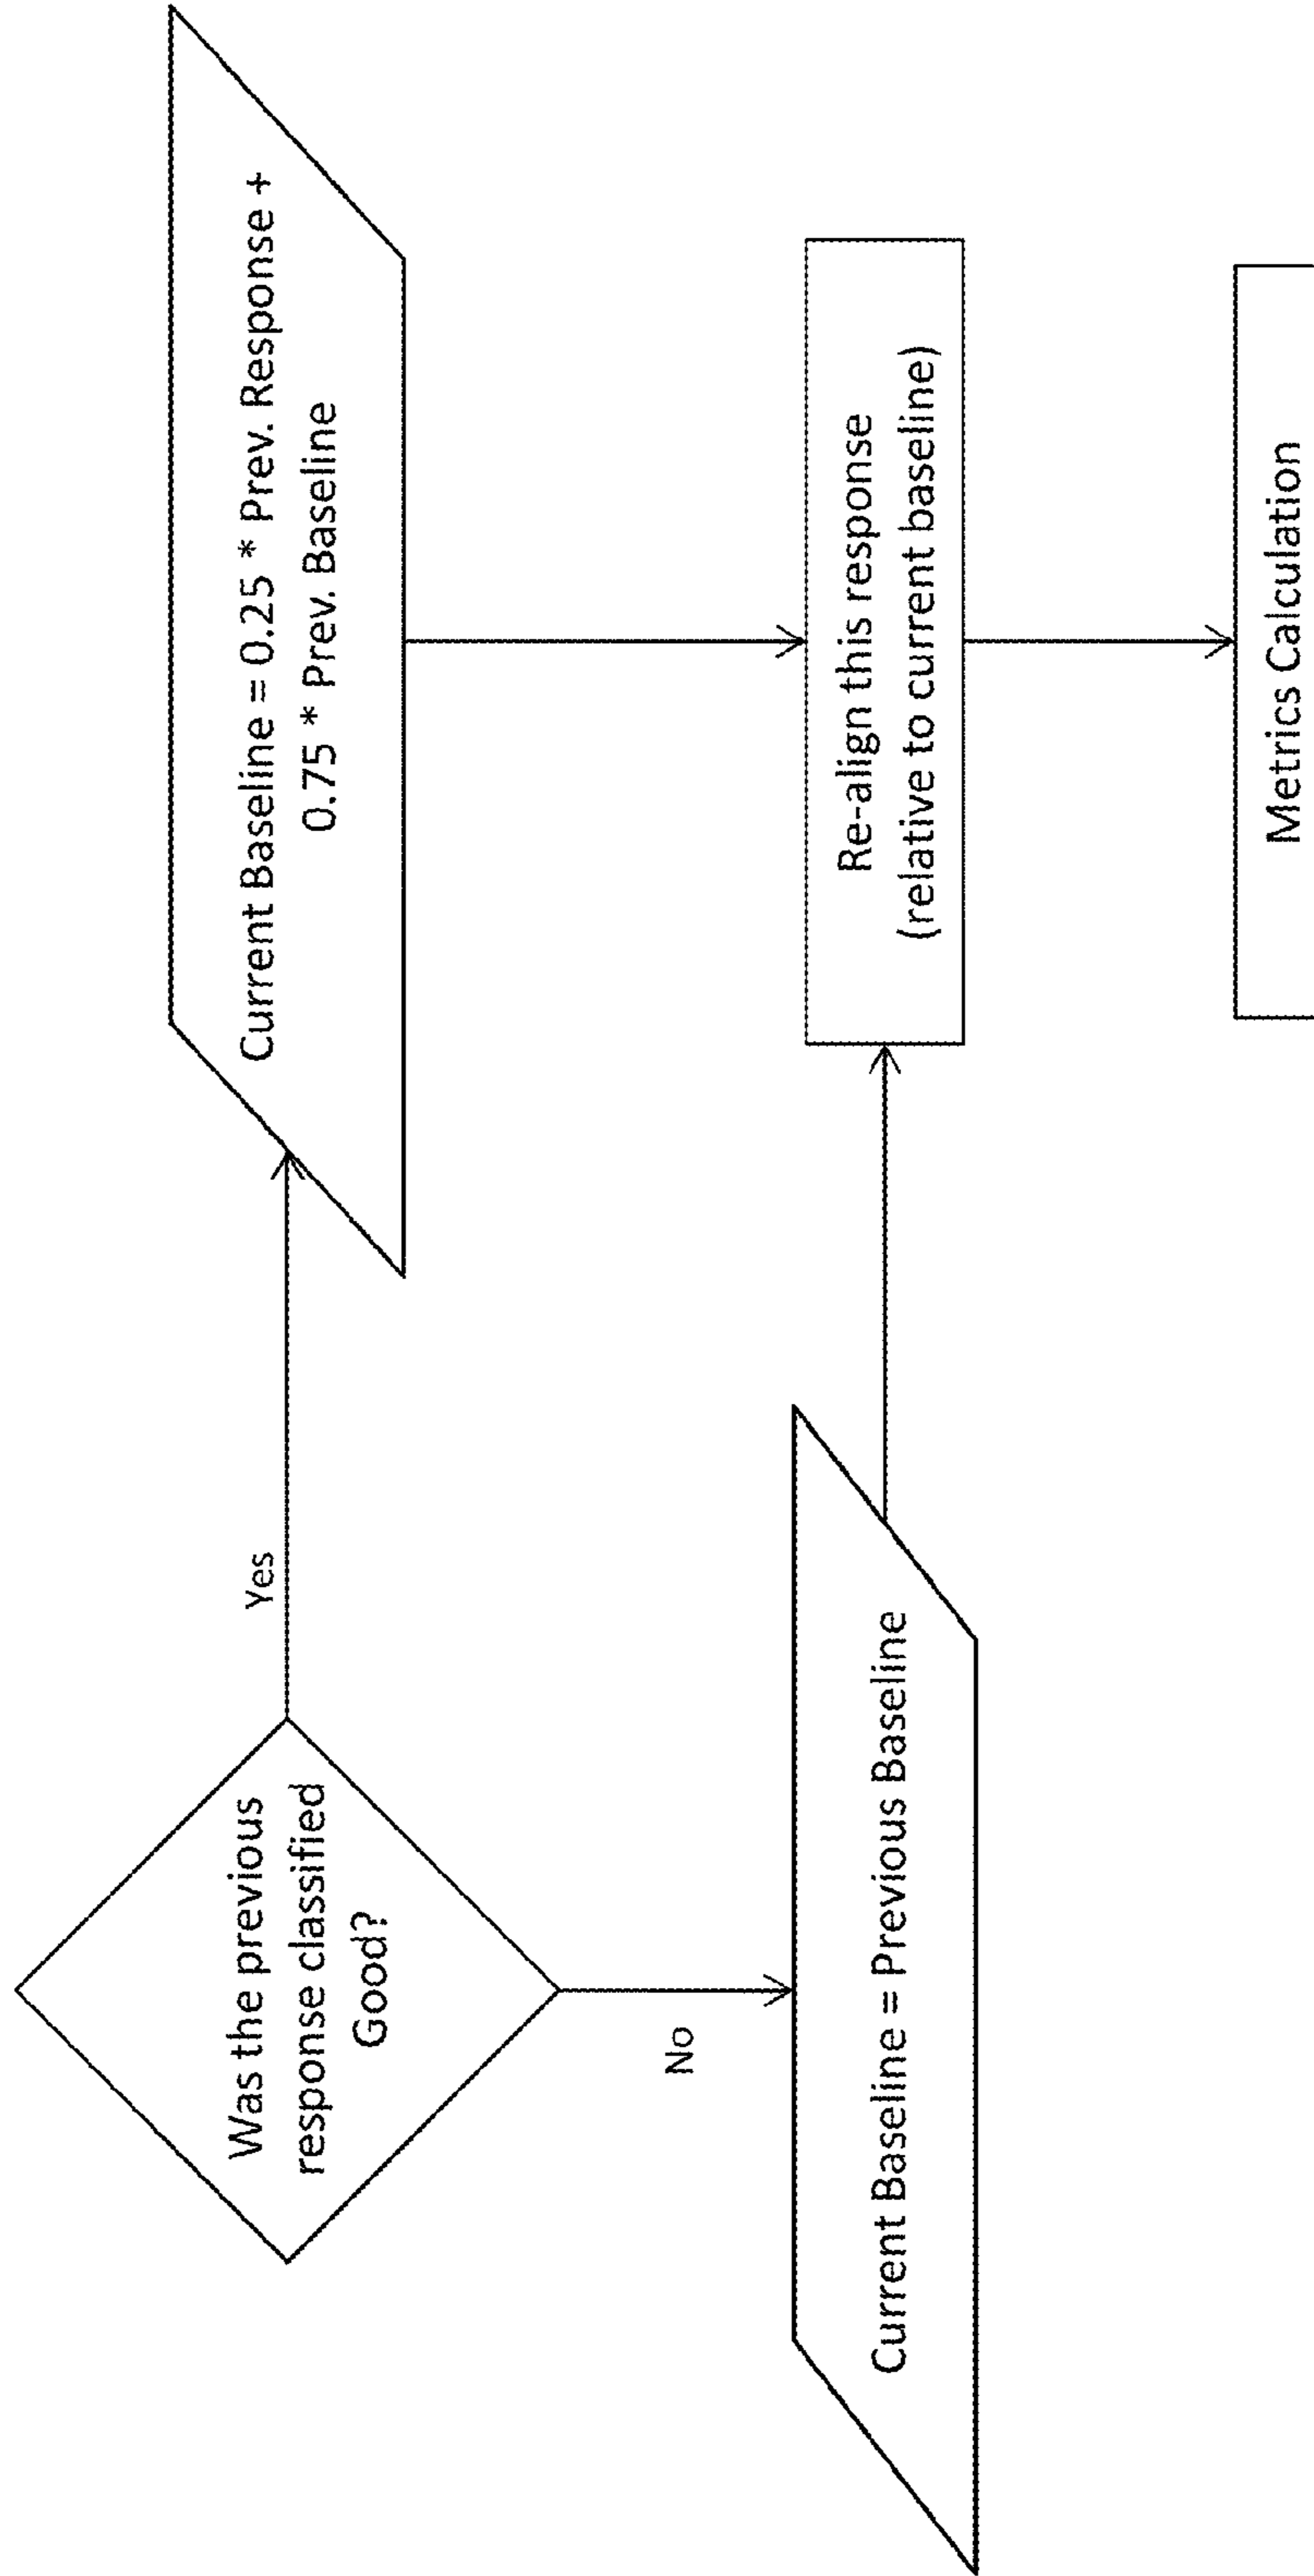 Was the previous
response classified
Good?
Yes
Current Baseline = 0.25 * Prev. Response +
0.75 * Prev. Baseline
No
Current Baseline = Previous Baseline
Re-align this response
(relative to current baseline)
Metrics Calculation